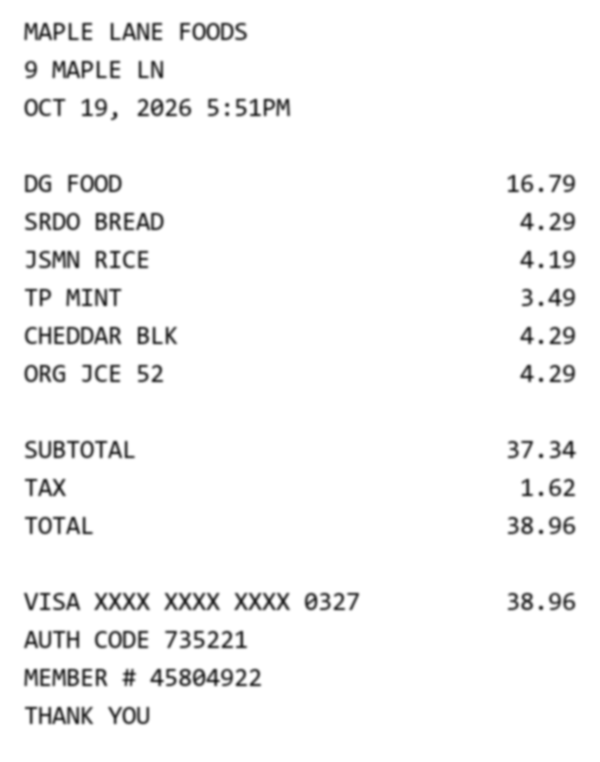 MAPLE LANE FOODS
9 MAPLE LN
OCT 19, 2026 5:51PM
DG FOOD 16.79
SRDO BREAD 4.29
JSMN RICE 4.19
TP MINT 3.49
CHEDDAR BLK 4.29
ORG JCE 52 4.29
SUBTOTAL 37.34
TAX 1.62
TOTAL 38.96
VISA XXXX XXXX XXXX 0327 38.96
AUTH CODE 735221
MEMBER # 45804922
THANK YOU